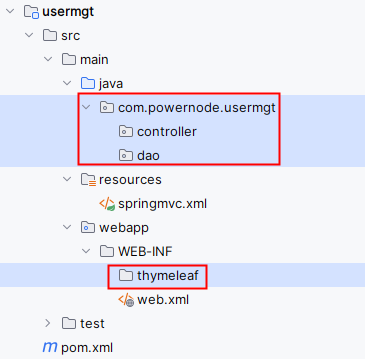 usermgt
src
main
java
com.powernode.usermgt
controller
dao
resources
springmvc.xml
webapp
WEB-INF
thymeleaf
web.xml
test
pom.xml